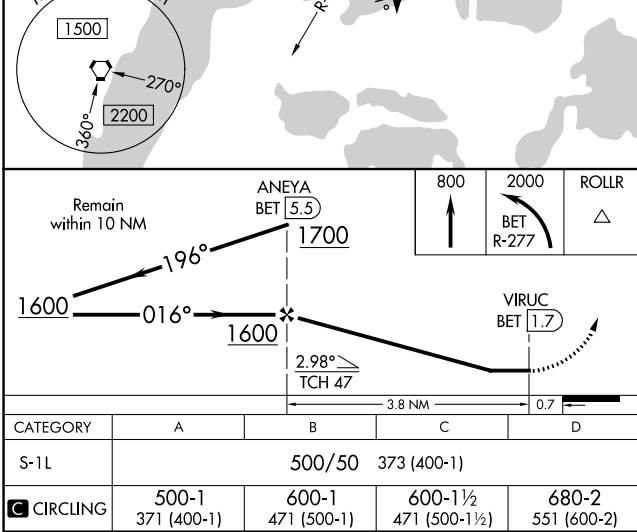 R-
1500
270°
360°
2200
Remain
within 10 NM
ANEYA
BET 5.5
1700
196°
1600
016°
1600
2.98°
TCH 47
800
2000
BET
R-277
ROLLR
VIRUC
BET 1.7
3.8 NM
0.7
CATEGORY A B C D
S-1L 500/50 373 (400-1)
C CIRCLING 500-1 600-1 600-1½ 680-2
371 (400-1) 471 (500-1) 471 (500-1½) 551 (600-2)